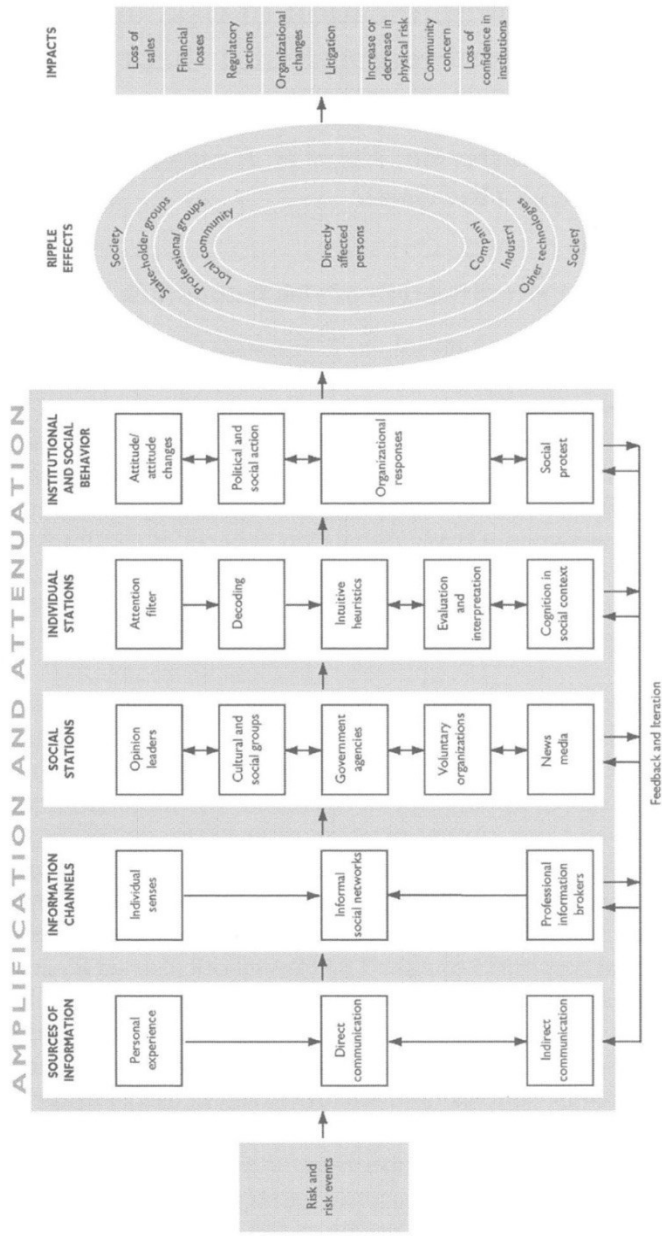 AMPLIFICATION AND ATTENUATION
Risk and
risk events
SOURCES OF
INFORMATION
Personal
experience
Direct
communication
Indirect
communication
INFORMATION
CHANNELS
Individual
senses
Informal
social networks
Professional
information
brokers
SOCIAL
STATIONS
Opinion
leaders
Cultural and
social groups
Government
agencies
Voluntary
organizations
News
media
INDIVIDUAL
STATIONS
Attention
filter
Decoding
Intuitive
heuristics
Evaluation
and
interpretation
Cognition in
social context
INSTITUTIONAL
AND SOCIAL
BEHAVIOR
Attitude/
attitude
changes
Political and
social action
Organizational
responses
Social
protest
Feedback and Iteration
RIPPLE
EFFECTS
Society
Stake-holder groups
Professional groups
Local community
Directly
affected
persons
Company
Industry
Other technologies
Society
IMPACTS
Loss of
sales
Financial
losses
Regulatory
actions
Organizational
changes
Litigation
Increase or
decrease in
physical risk
Community
concern
Loss of
confidence in
institutions